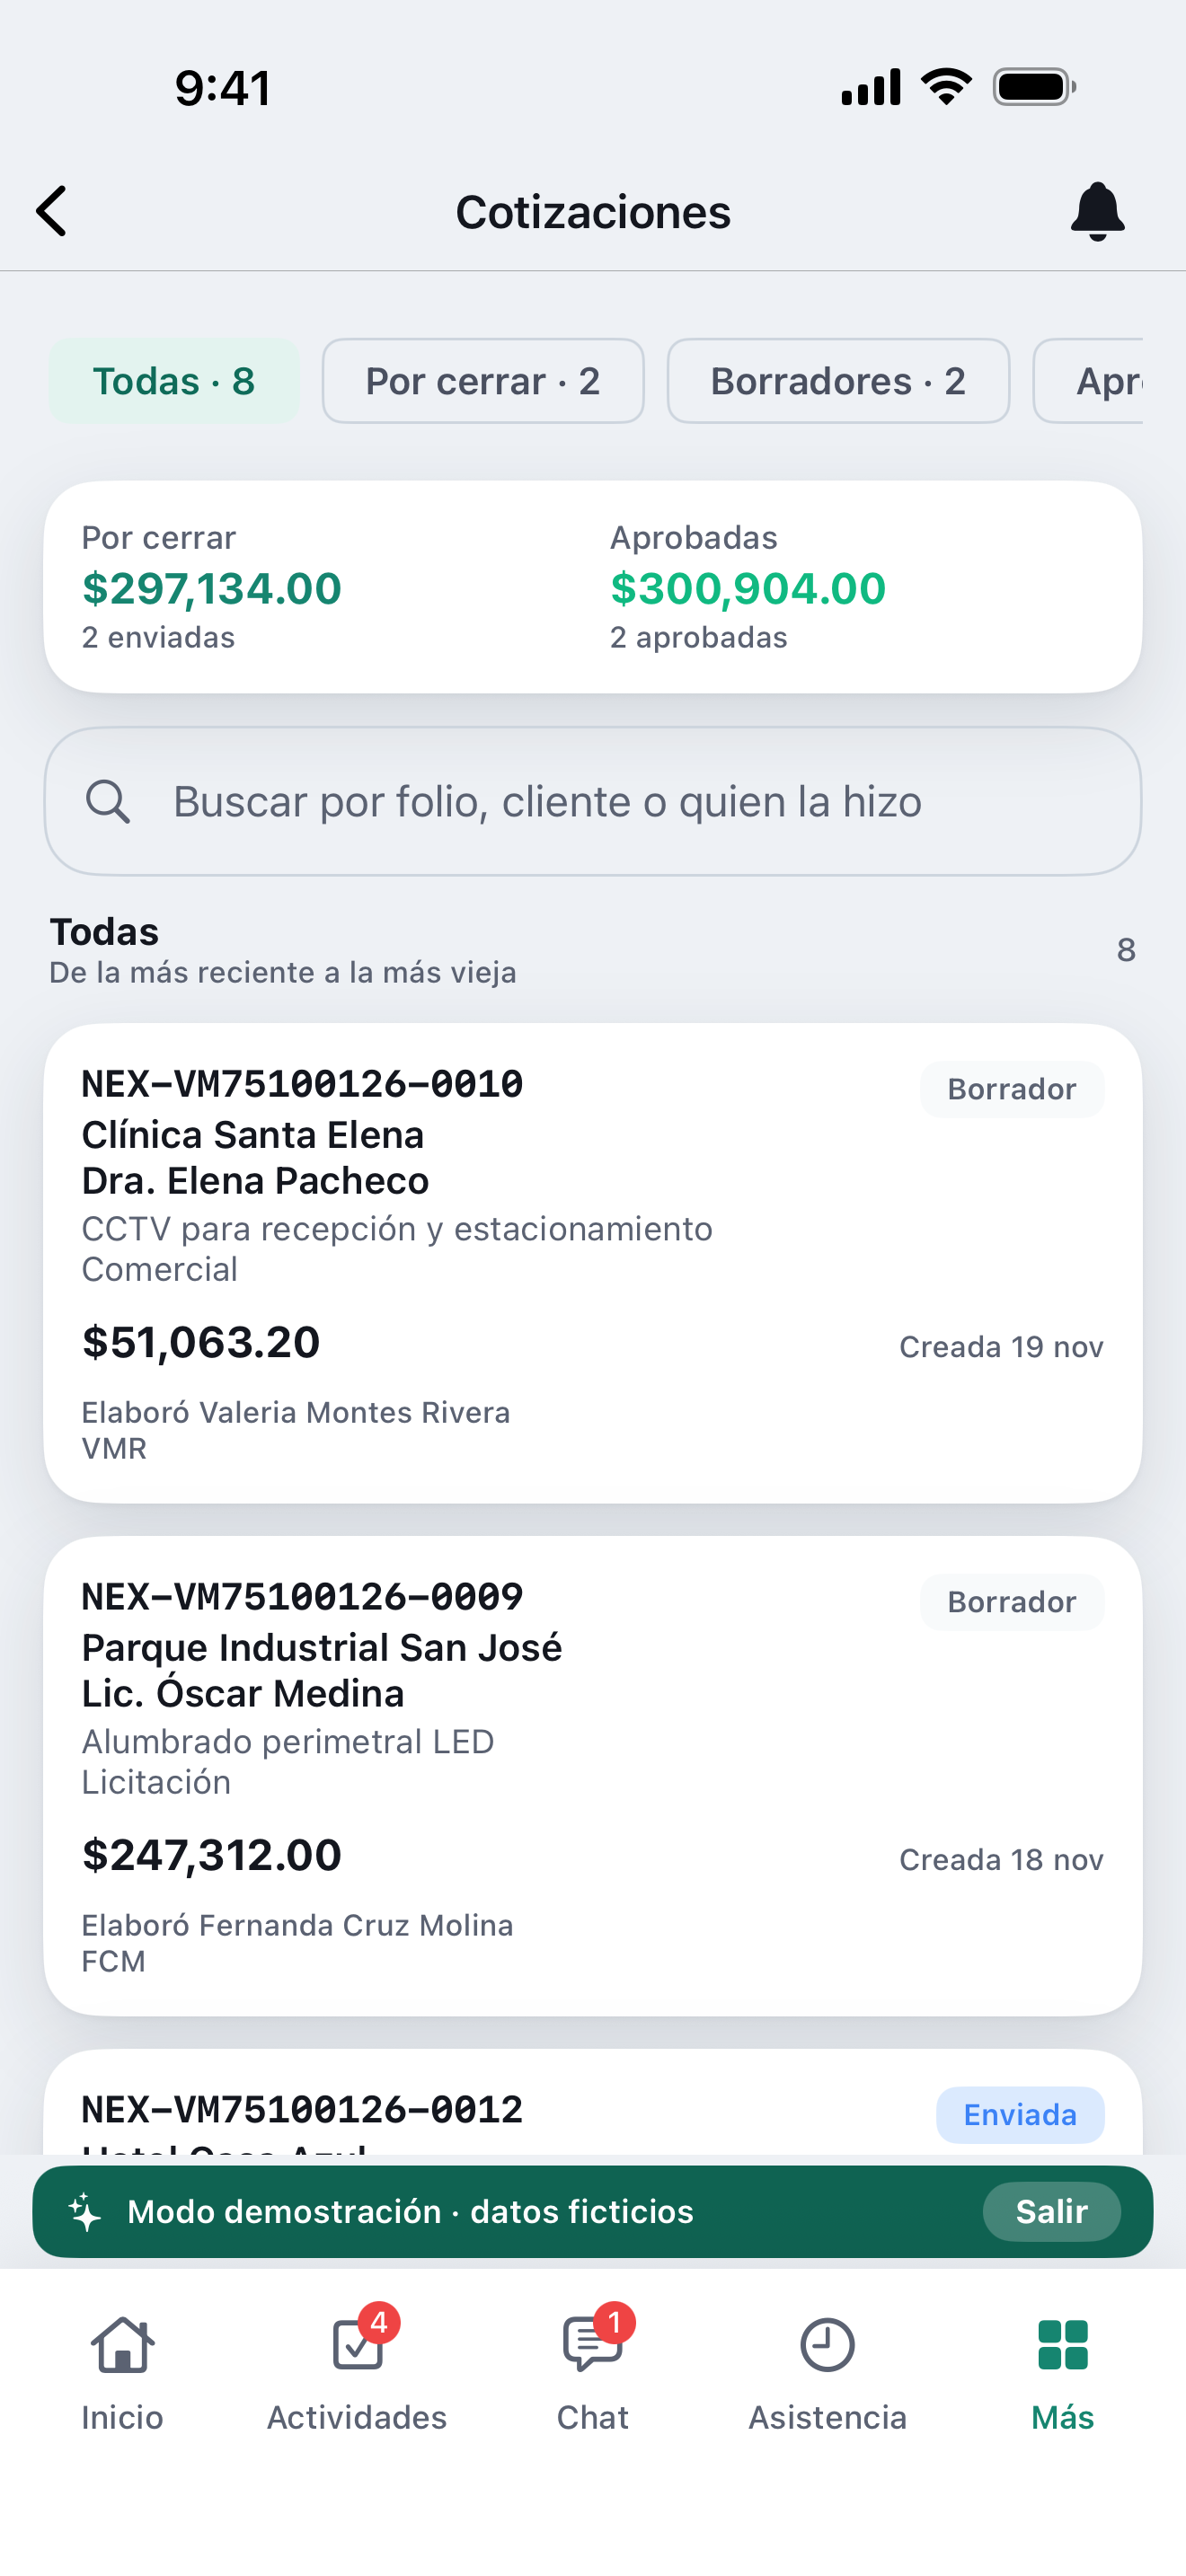 9:41
Cotizaciones
Todas · 8
Por cerrar · 2
Borradores · 2
Apr
Por cerrar
Aprobadas
$297,134.00
$300,904.00
2 enviadas
2 aprobadas
Buscar por folio, cliente o quien la hizo
Todas
8
De la más reciente a la más vieja
NEX-VM75100126-0010
Borrador
Clínica Santa Elena
Dra. Elena Pacheco
CCTV para recepción y estacionamiento
Comercial
$51,063.20
Creada 19 nov
Elaboró Valeria Montes Rivera
VMR
NEX-VM75100126-0009
Borrador
Parque Industrial San José
Lic. Óscar Medina
Alumbrado perimetral LED
Licitación
$247,312.00
Creada 18 nov
Elaboró Fernanda Cruz Molina
FCM
NEX-VM75100126-0012
Enviada
Hotel Casa Azul
Modo demostración · datos ficticios
Salir
4
1
Inicio
Actividades
Chat
Asistencia
Más